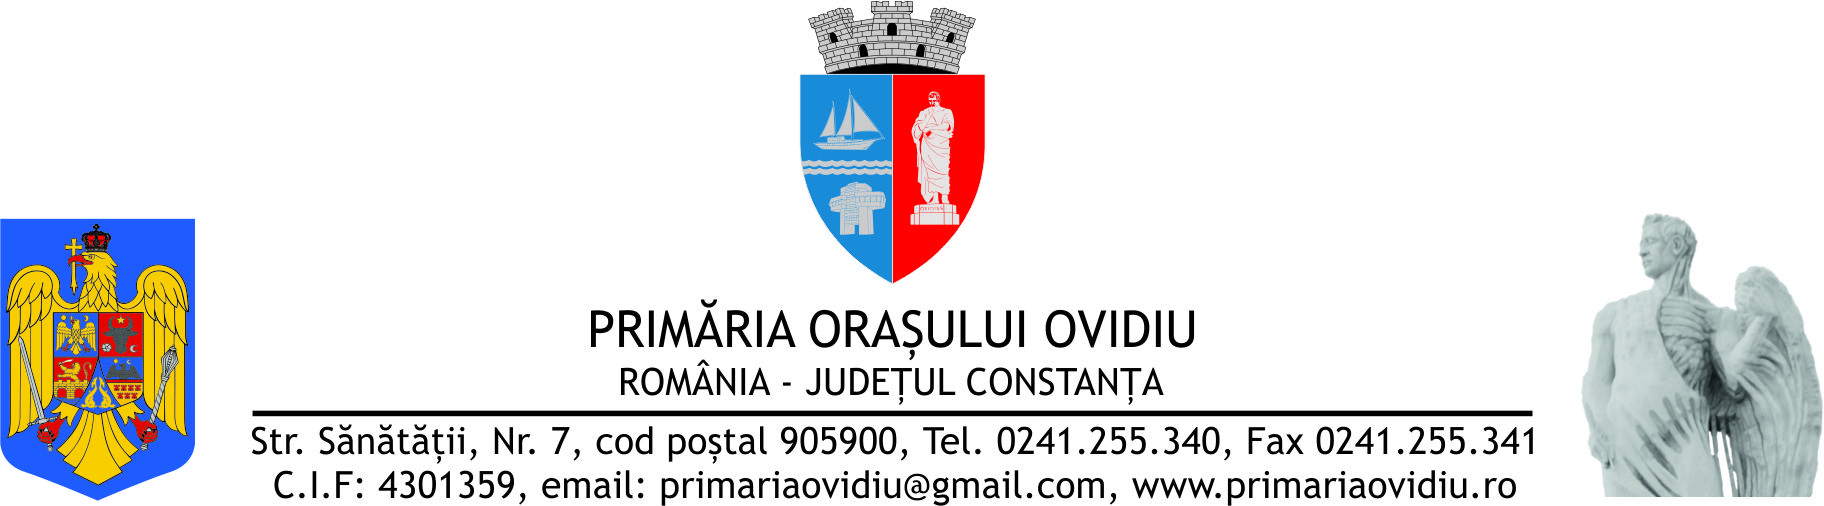 PRIMĂRIA ORAȘULUI OVIDIU
ROMÂNIA - JUDEȚUL CONSTANȚA
Str. Sănătății, Nr. 7, cod poștal 905900, Tel. 0241.255.340, Fax 0241.255.341
C.I.F: 4301359, email: primariaovidiu@gmail.com, www.primariaovidiu.ro